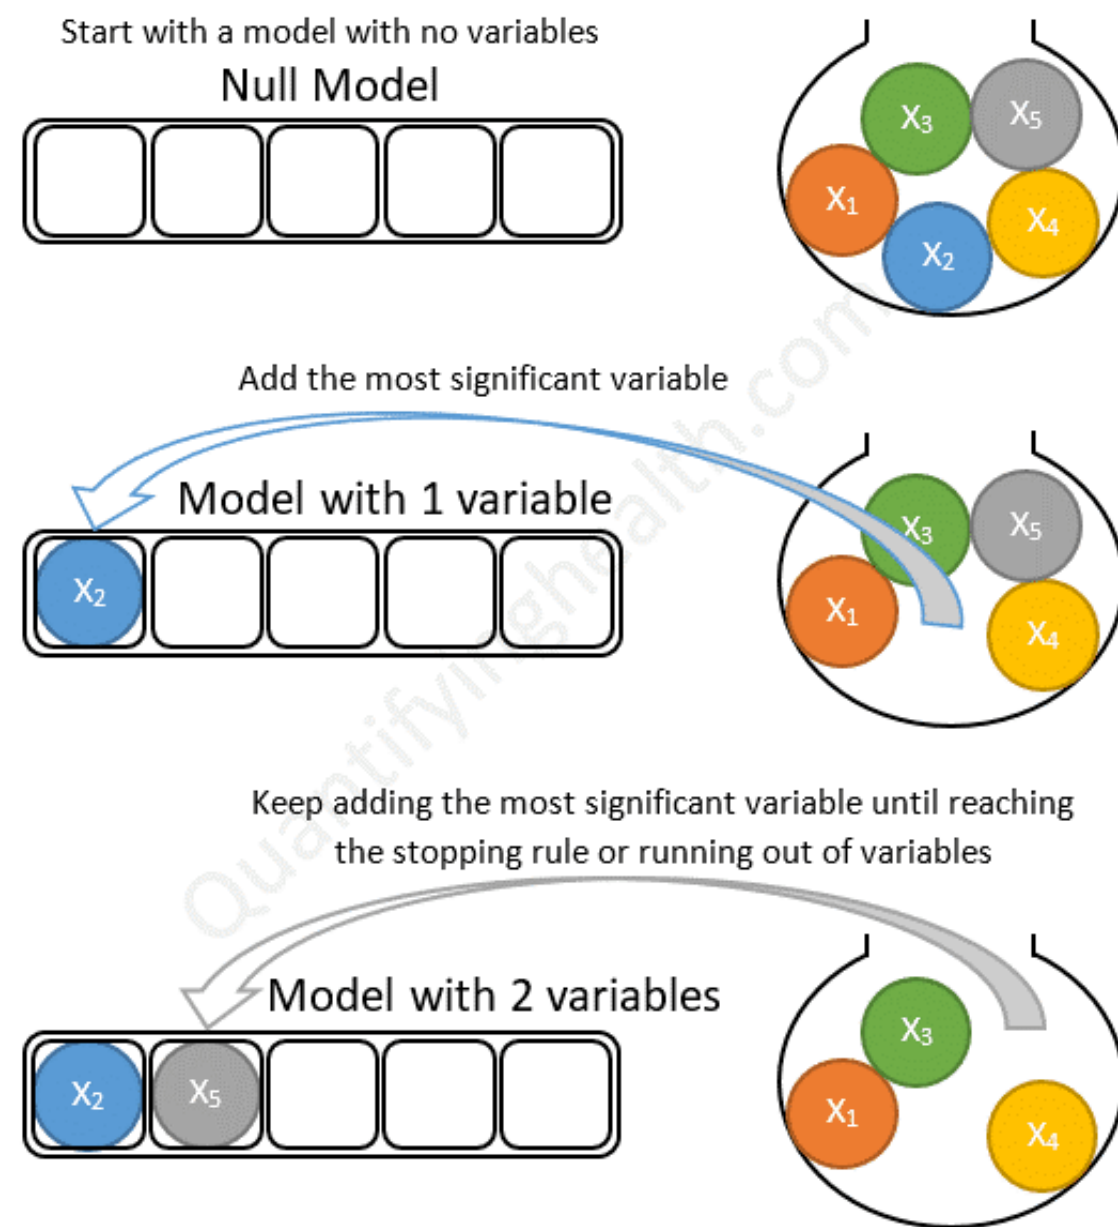 Start with a model with no variables
Null Model
X₃ X₅
X₁ X₄
X₂
Add the most significant variable
Model with 1 variable
X₂
X₃ X₅
X₁ X₄
Keep adding the most significant variable until reaching
the stopping rule or running out of variables
Model with 2 variables
X₂ X₅
X₃
X₁ X₄
Quantifyinghealth.com